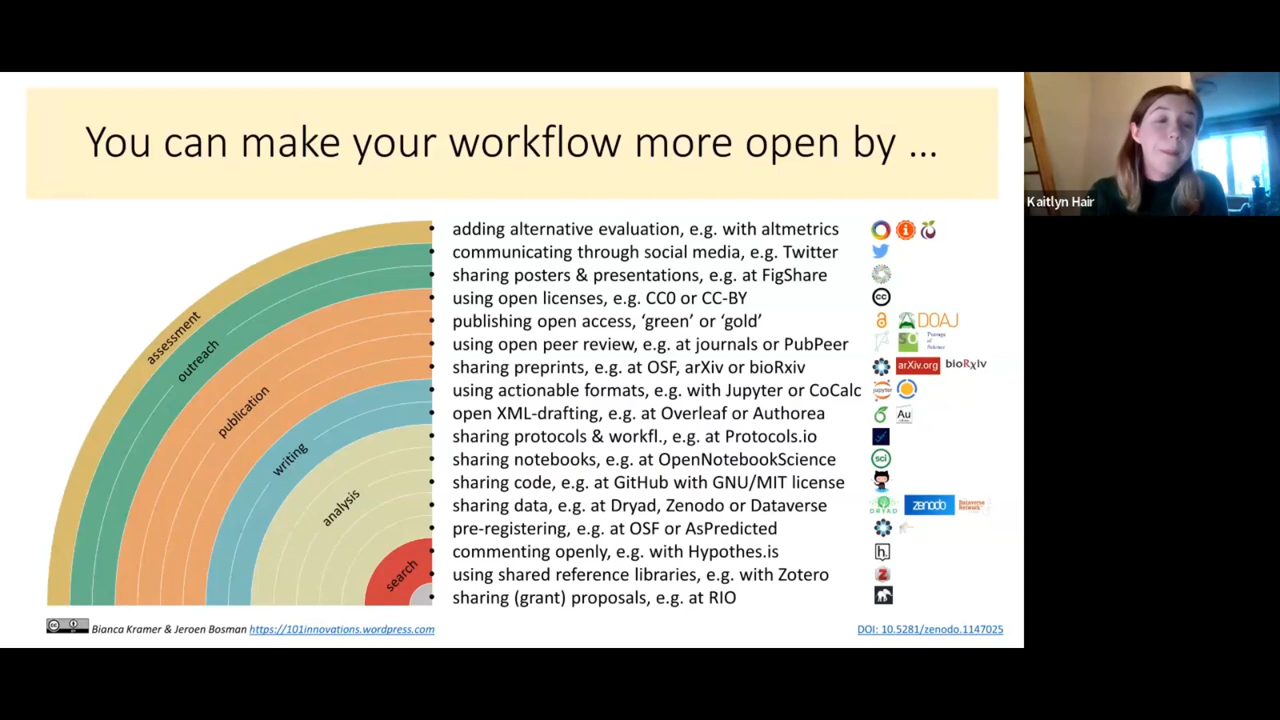 You can make your workflow more open by ...
Kaitlyn Hair
• adding alternative evaluation, e.g. with altmetrics
• communicating through social media, e.g. Twitter
• sharing posters & presentations, e.g. at FigShare
• using open licenses, e.g. CC0 or CC-BY
• publishing open access, ‘green’ or ‘gold’
DOAJ
• using open peer review, e.g. at journals or PubPeer
• sharing preprints, e.g. at OSF, arXiv or bioRxiv
arXiv.org
bioRxiv
• using actionable formats, e.g. with Jupyter or CoCalc
jupyter
• open XML-drafting, e.g. at Overleaf or Authorea
Au
• sharing protocols & workfl., e.g. at Protocols.io
• sharing notebooks, e.g. at OpenNotebookScience
sci
• sharing code, e.g. at GitHub with GNU/MIT license
• sharing data, e.g. at Dryad, Zenodo or Dataverse
DRYAD
zenodo
Dataverse
Network
• pre-registering, e.g. at OSF or AsPredicted
• commenting openly, e.g. with Hypothes.is
h.
• using shared reference libraries, e.g. with Zotero
Z
• sharing (grant) proposals, e.g. at RIO
assessment
outreach
publication
writing
analysis
search
Bianca Kramer & Jeroen Bosman https://101innovations.wordpress.com
DOI: 10.5281/zenodo.1147025